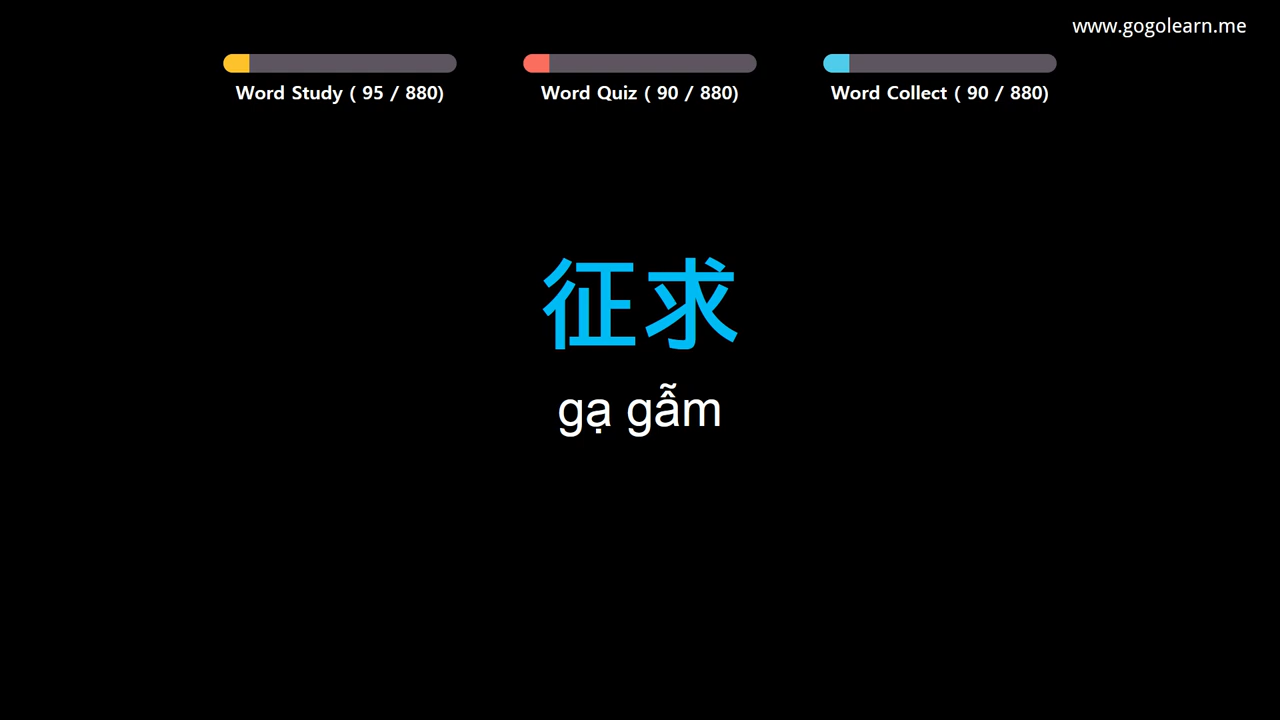 www.gogolearn.me
Word Study ( 95 / 880)
Word Quiz ( 90 / 880)
Word Collect ( 90 / 880)
征求
gạ gẫm